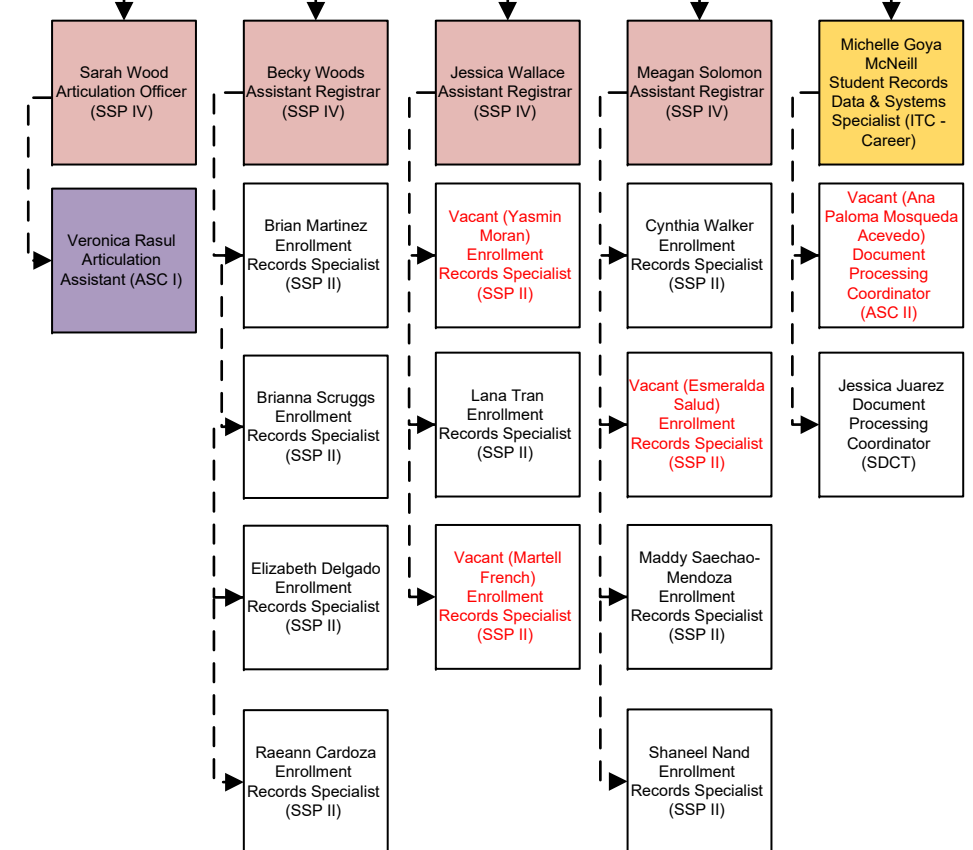 Sarah Wood
Articulation Officer
(SSP IV)
Becky Woods
Assistant Registrar
(SSP IV)
Jessica Wallace
Assistant Registrar
(SSP IV)
Meagan Solomon
Assistant Registrar
(SSP IV)
Michelle Goya
McNeill
Student Records
Data & Systems
Specialist (ITC -
Career)
Veronica Rasul
Articulation
Assistant (ASC I)
Brian Martinez
Enrollment
Records Specialist
(SSP II)
Vacant (Yasmin
Moran)
Enrollment
Records Specialist
(SSP II)
Cynthia Walker
Enrollment
Records Specialist
(SSP II)
Vacant (Ana
Paloma Mosqueda
Acevedo)
Document
Processing
Coordinator
(ASC II)
Brianna Scruggs
Enrollment
Records Specialist
(SSP II)
Lana Tran
Enrollment
Records Specialist
(SSP II)
Vacant (Esmeralda
Salud)
Enrollment
Records Specialist
(SSP II)
Jessica Juarez
Document
Processing
Coordinator
(SDCT)
Elizabeth Delgado
Enrollment
Records Specialist
(SSP II)
Vacant (Martell
French)
Enrollment
Records Specialist
(SSP II)
Maddy Saechao-
Mendoza
Enrollment
Records Specialist
(SSP II)
Raeann Cardoza
Enrollment
Records Specialist
(SSP II)
Shaneel Nand
Enrollment
Records Specialist
(SSP II)